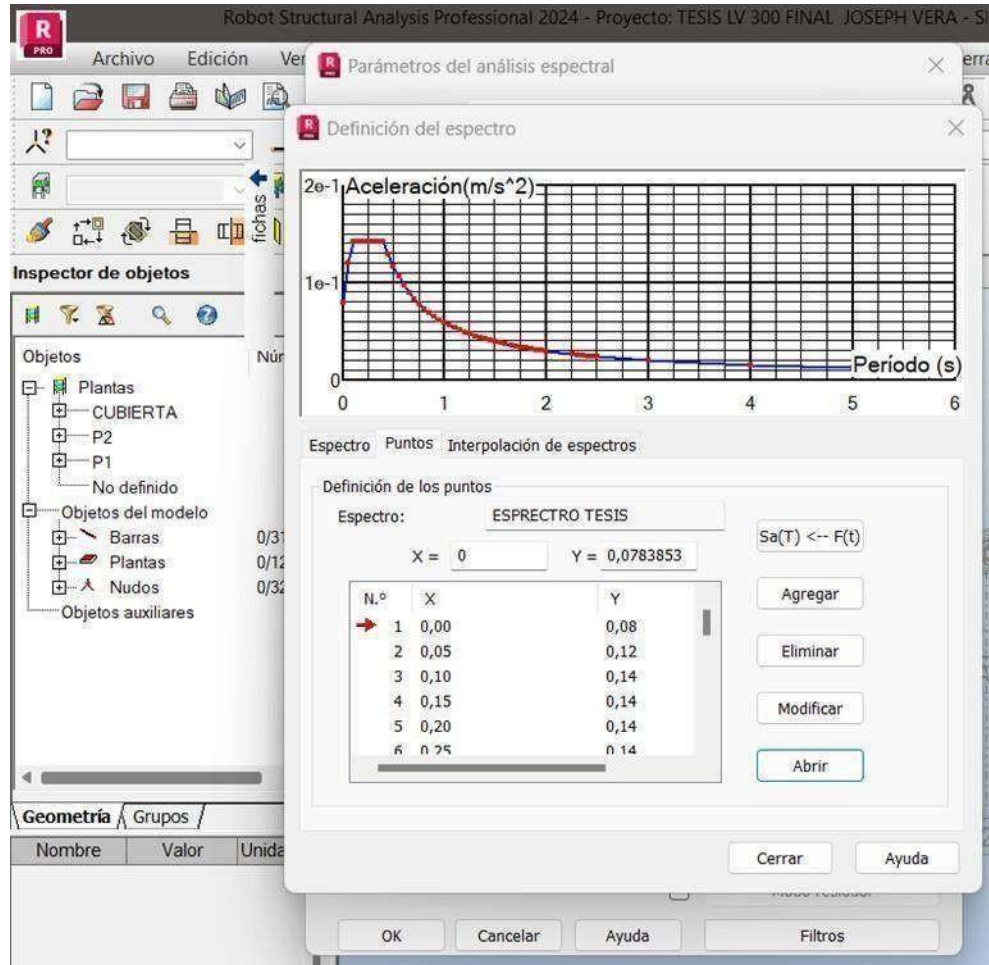 Robot Structural Analysis Professional 2024 - Proyecto: TESIS LV 300 FINAL JOSEPH VERA - S
R
PRO
Archivo Edición Ver
Parámetros del análisis espectral
Definición del espectro
fichas
Inspector de objetos
Objetos
Plantas
CUBIERTA
P2
P1
No definido
Objetos del modelo
Barras 0/31
Plantas 0/12
Nudos 0/32
Objetos auxiliares
Geometría Grupos
Nombre Valor Unida
2e-1 Aceleración(m/s^2)
1e-1
0
Período (s)
0 1 2 3 4 5 6
Espectro Puntos Interpolación de espectros
Definición de los puntos
Espectro: ESPRECTRO TESIS
X = 0 Y = 0,0783853
N.º X Y
1 0,00 0,08
2 0,05 0,12
3 0,10 0,14
4 0,15 0,14
5 0,20 0,14
6 0,25 0,14
Sa(T) <-- F(t)
Agregar
Eliminar
Modificar
Abrir
Cerrar Ayuda
OK Cancelar Ayuda Filtros